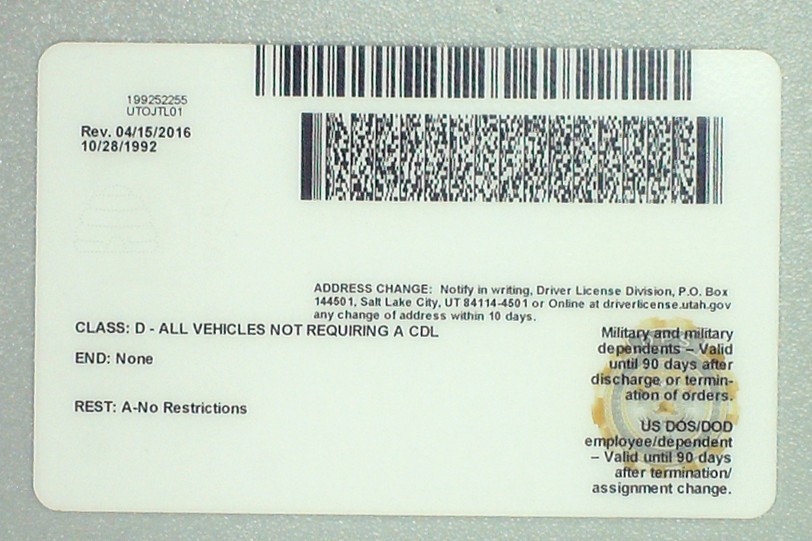 199252255
UTOJTL01
Rev. 04/15/2016
10/28/1992
ADDRESS CHANGE: Notify in writing, Driver License Division, P.O. Box
144501, Salt Lake City, UT 84114-4501 or Online at driverlicense.utah.gov
any change of address within 10 days.
CLASS: D - ALL VEHICLES NOT REQUIRING A CDL
END: None
REST: A-No Restrictions
Military and military
dependents – Valid
until 90 days after
discharge or termin-
ation of orders.
US DOS/DOD
employee/dependent
– Valid until 90 days
after termination/
assignment change.